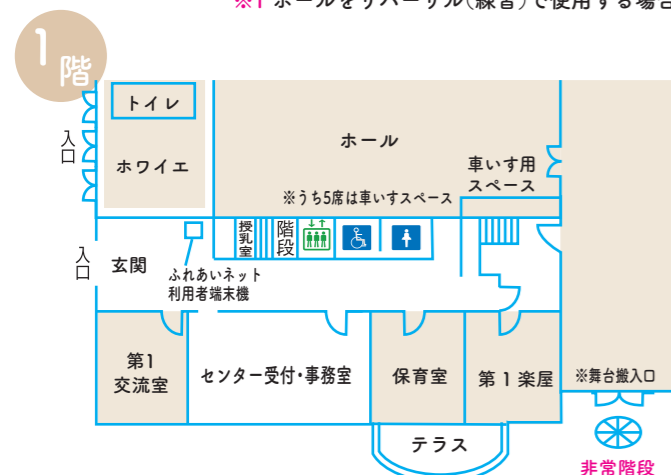 ※1 ホールをリハーサル(練習)で使用する場合
1階
トイレ
入口
ホワイエ
ホール
車いす用
スペース
※うち5席は車いすスペース
授乳室
階段
入口
玄関
ふれあいネット
利用者端末機
第1
交流室
センター受付・事務室
保育室
第1楽屋
※舞台搬入口
テラス
非常階段